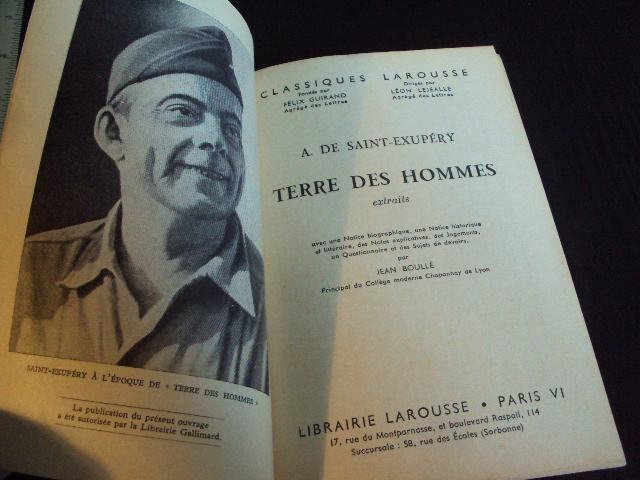 SAINT-EXUPÉRY À L'ÉPOQUE DE « TERRE DES HOMMES »
La publication du présent ouvrage
a été autorisée par la Librairie Gallimard.
CLASSIQUES LAROUSSE
Fondés par
FÉLIX GUIRAND
Agrégé des Lettres
Dirigés par
LÉON LEJEALLE
Agrégé des Lettres
A. DE SAINT-EXUPÉRY
TERRE DES HOMMES
extraits
avec une Notice biographique, une Notice historique
et littéraire, des Notes explicatives, des Jugements,
un Questionnaire et des Sujets de devoirs,
par
JEAN BOULLÉ
Principal du Collège moderne Chaponnay de Lyon
LIBRAIRIE LAROUSSE • PARIS VI
17, rue du Montparnasse, et boulevard Raspail, 114
Succursale : 58, rue des Écoles (Sorbonne)